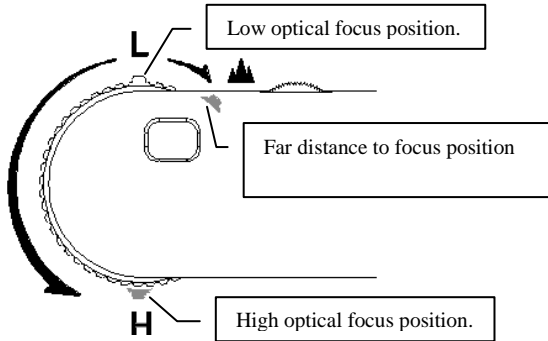 L
Low optical focus position.
Far distance to focus position
High optical focus position.
H